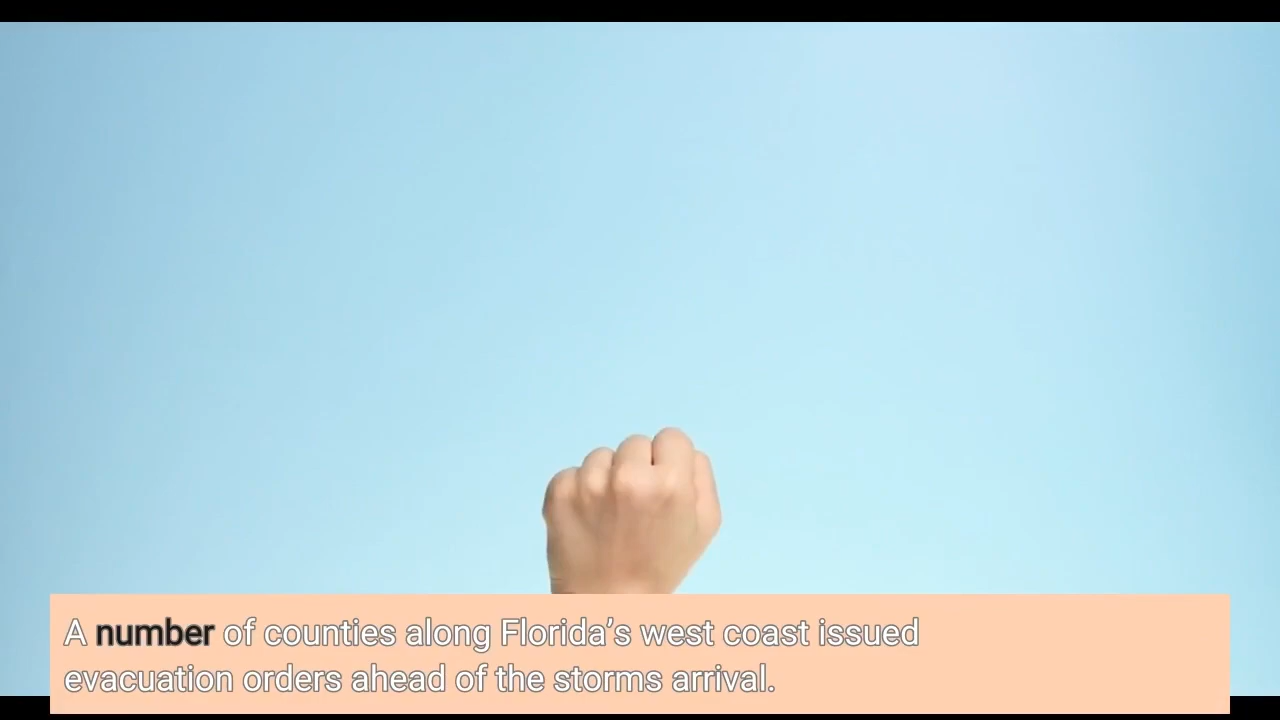 A number of counties along Florida’s west coast issued
evacuation orders ahead of the storms arrival.